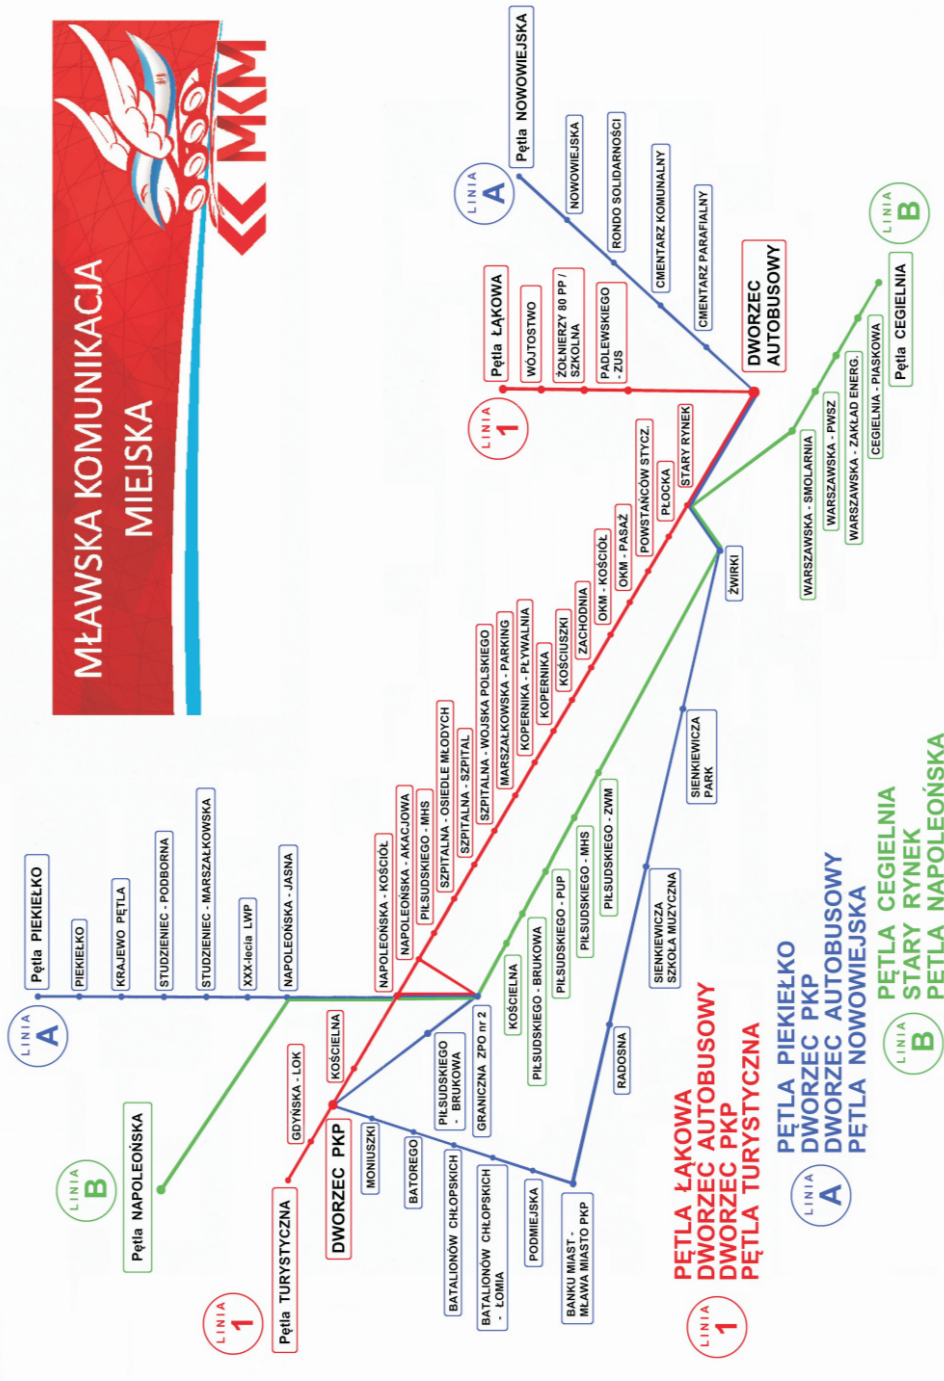 MŁAWSKA KOMUNIKACJA
MIEJSKA
MKM
LINIA
B
Pętla NAPOLEOŃSKA
LINIA
1
Pętla TURYSTYCZNA
GDYŃSKA - LOK
KOŚCIELNA
DWORZEC PKP
MONIUSZKI
BATOREGO
BATALIONÓW CHŁOPSKICH
BATALIONÓW CHŁOPSKICH
- ŁOMIA
PODMIEJSKA
BANKU MIAST -
MŁAWA MIASTO PKP
LINIA
A
Pętla PIEKIEŁKO
PIEKIEŁKO
KRAJEWO PĘTLA
STUDZIENIEC - PODBORNA
STUDZIENIEC - MARSZAŁKOWSKA
XXX-lecia LWP
NAPOLEOŃSKA - JASNA
NAPOLEOŃSKA - KOŚCIÓŁ
NAPOLEOŃSKA - AKACJOWA
PIŁSUDSKIEGO - MHS
SZPITALNA - OSIEDLE MŁODYCH
SZPITALNA - SZPITAL
SZPITALNA - WOJSKA POLSKIEGO
MARSZAŁKOWSKA - PARKING
KOPERNIKA - PŁYWALNIA
KOPERNIKA
KOŚCIUSZKI
ZACHODNIA
OKM - KOŚCIÓŁ
OKM - PASAŻ
POWSTAŃCÓW STYCZ.
PŁOCKA
STARY RYNEK
PIŁSUDSKIEGO
- BRUKOWA
GRANICZNA ZPO nr 2
KOŚCIELNA
PIŁSUDSKIEGO - BRUKOWA
PIŁSUDSKIEGO - PUP
PIŁSUDSKIEGO - MHS
PIŁSUDSKIEGO - ZWM
RADOSNA
SIENKIEWICZA
SZKOŁA MUZYCZNA
SIENKIEWICZA
PARK
ŻWIRKI
LINIA
1
Pętla ŁĄKOWA
WÓJTOSTWO
ŻOŁNIERZY 80 PP /
SZKOLNA
PADLEWSKIEGO
- ZUS
DWORZEC
AUTOBUSOWY
LINIA
A
Pętla NOWOWIEJSKA
NOWOWIEJSKA
RONDO SOLIDARNOŚCI
CMENTARZ KOMUNALNY
CMENTARZ PARAFIALNY
WARSZAWSKA - SMOLARNIA
WARSZAWSKA - PWSZ
WARSZAWSKA - ZAKŁAD ENERG.
CEGIELNIA - PIASKOWA
Pętla CEGIELNIA
LINIA
B
LINIA
1
PĘTLA ŁĄKOWA
DWORZEC AUTOBUSOWY
DWORZEC PKP
PĘTLA TURYSTYCZNA
LINIA
A
PĘTLA PIEKIEŁKO
DWORZEC PKP
DWORZEC AUTOBUSOWY
PĘTLA NOWOWIEJSKA
LINIA
B
PĘTLA CEGIELNIA
STARY RYNEK
PĘTLA NAPOLEOŃSKA